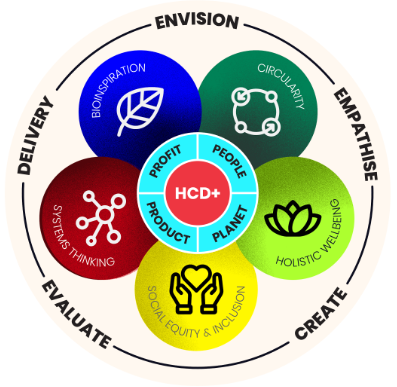 ENVISION
EMPATHISE
CREATE
EVALUATE
DELIVERY
BIOINSPIRATION
CIRCULARITY
HOLISTIC WELLBEING
SOCIAL EQUITY & INCLUSION
SYSTEMS THINKING
PROFIT
PEOPLE
PLANET
PRODUCT
HCD+